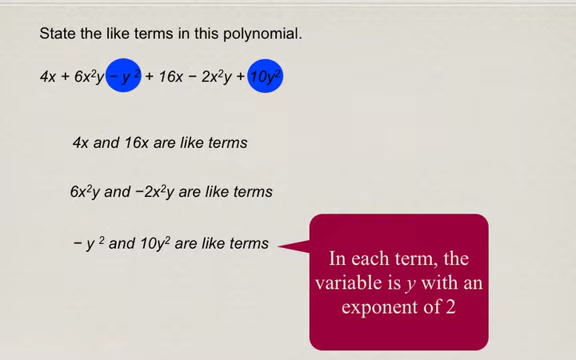 State the like terms in this polynomial.
4x + 6x²y − y ² + 16x − 2x²y + 10y²
4x and 16x are like terms
6x²y and −2x²y are like terms
− y ² and 10y² are like terms
In each term, the
variable is y with an
exponent of 2